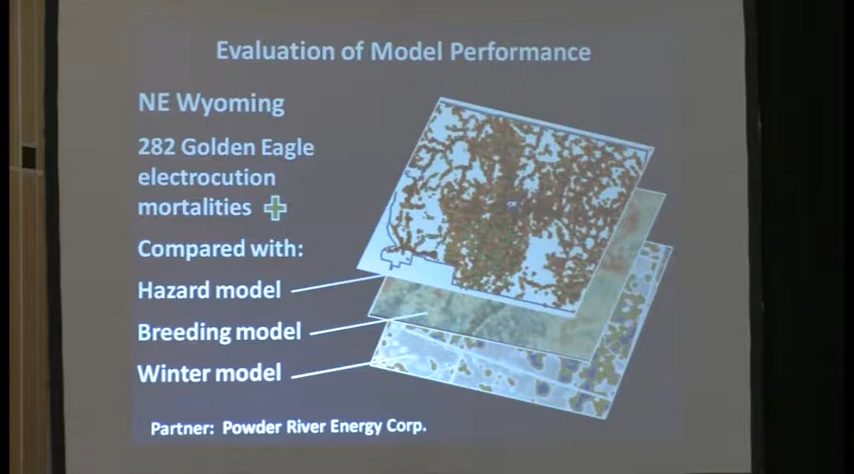 Evaluation of Model Performance
NE Wyoming
282 Golden Eagle
electrocution
mortalities
Compared with:
Hazard model
Breeding model
Winter model
Partner: Powder River Energy Corp.